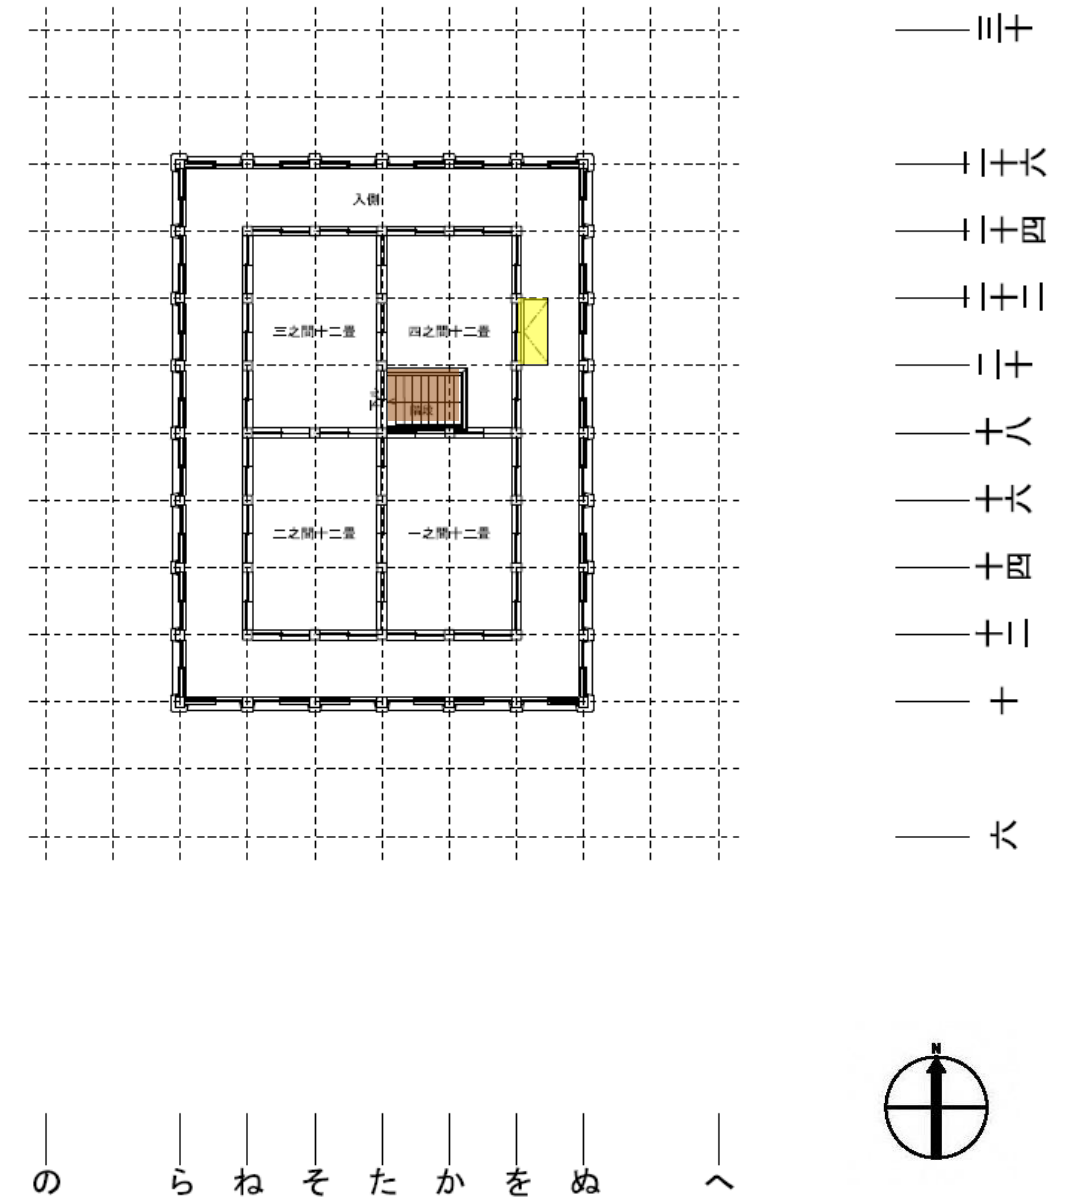 三十
二十六
入側
二十四
二十二
三之間十二畳
四之間十二畳
二十
階段
十八
十六
二之間十二畳
一之間十二畳
十四
十二
十
六
N
の
ら
ね
そ
た
か
を
ぬ
へ